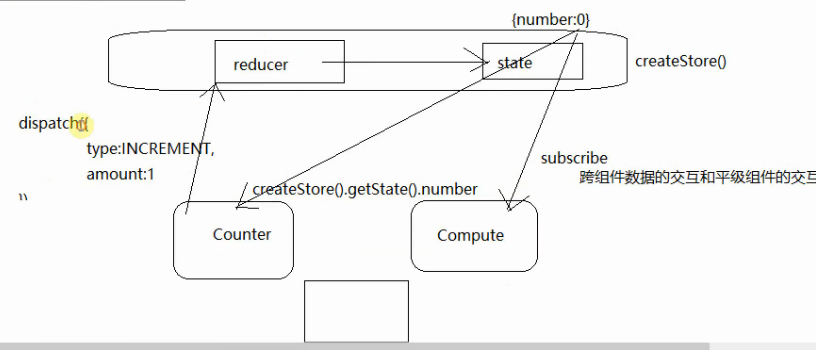 {number:0}
reducer
state
createStore()
dispatch({
type:INCREMENT,
amount:1
})
subscribe
跨组件数据的交互和平级组件的交互
createStore().getState().number
Counter
Compute